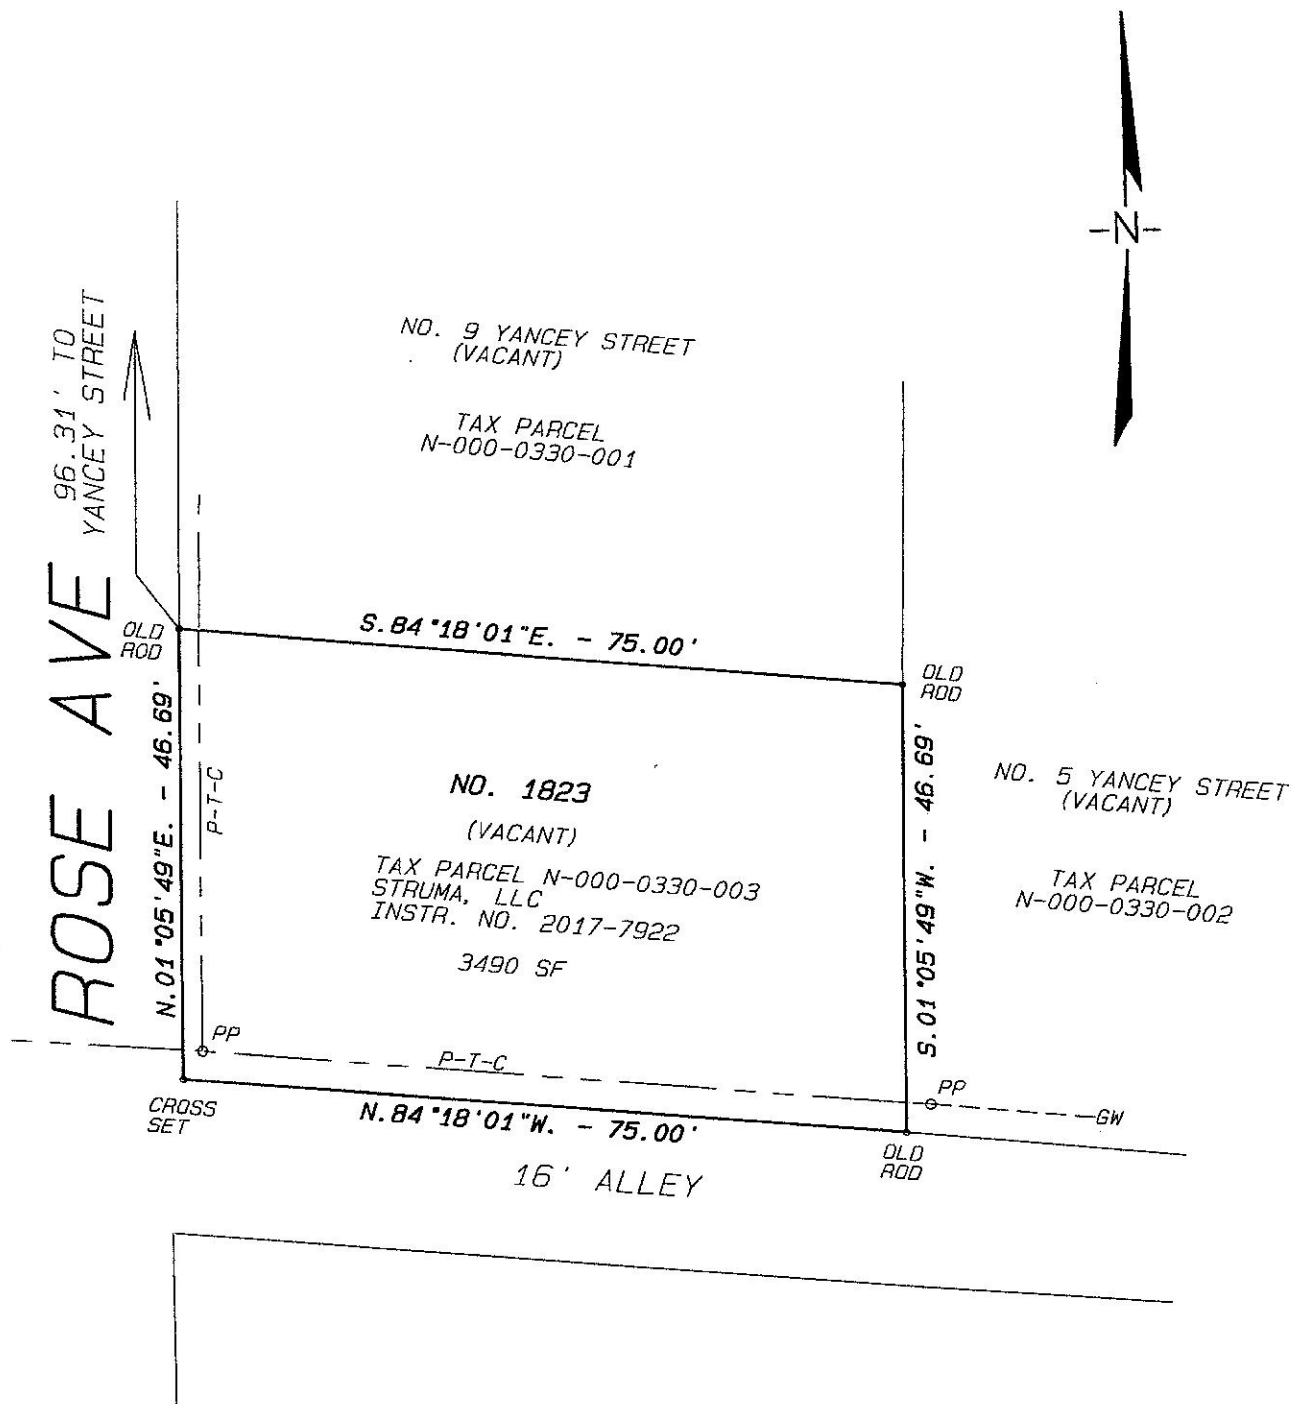 -N-
NO. 9 YANCEY STREET
(VACANT)
TAX PARCEL
N-000-0330-001
96.31' TO
YANCEY STREET
ROSE AVE
OLD
ROD
S.84°18'01"E. - 75.00'
OLD
ROD
N.01°05'49"E. - 46.69'
P-T-C
NO. 1823
(VACANT)
TAX PARCEL N-000-0330-003
STRUMA, LLC
INSTR. NO. 2017-7922
3490 SF
S.01°05'49"W. - 46.69'
NO. 5 YANCEY STREET
(VACANT)
TAX PARCEL
N-000-0330-002
PP
P-T-C
PP
GW
CROSS
SET
N.84°18'01"W. - 75.00'
OLD
ROD
16' ALLEY